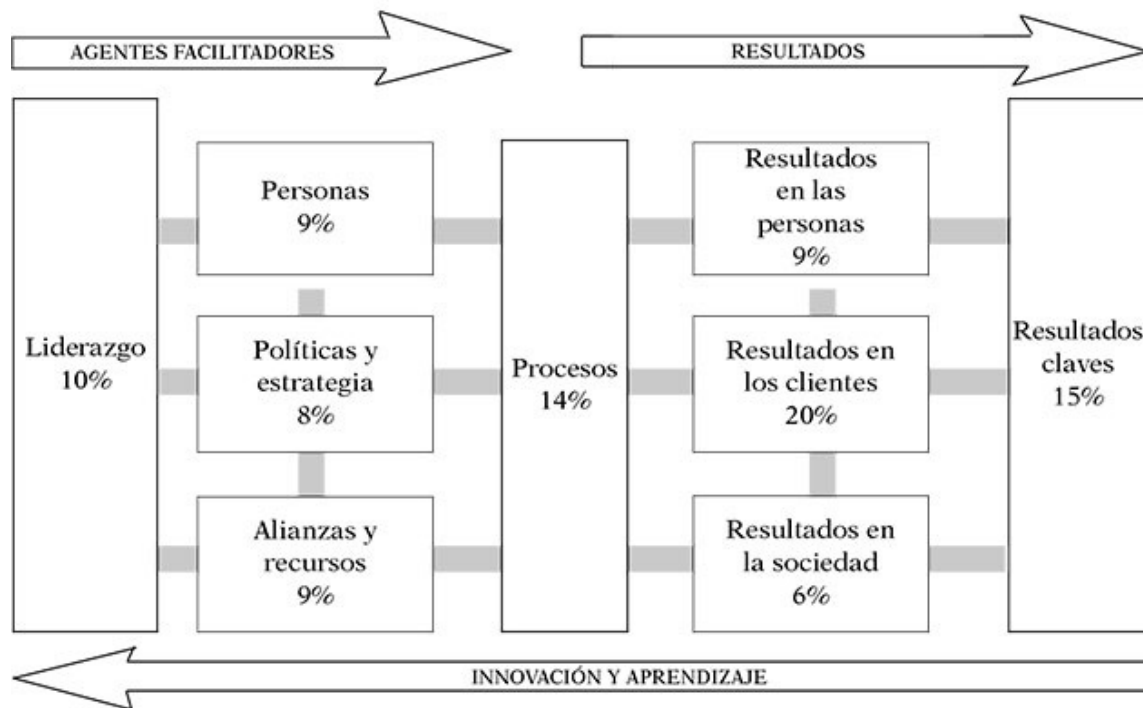 AGENTES FACILITADORES
RESULTADOS
Liderazgo
10%
Personas
9%
Políticas y
estrategia
8%
Alianzas y
recursos
9%
Procesos
14%
Resultados
en las
personas
9%
Resultados en
los clientes
20%
Resultados en
la sociedad
6%
Resultados
claves
15%
INNOVACIÓN Y APRENDIZAJE